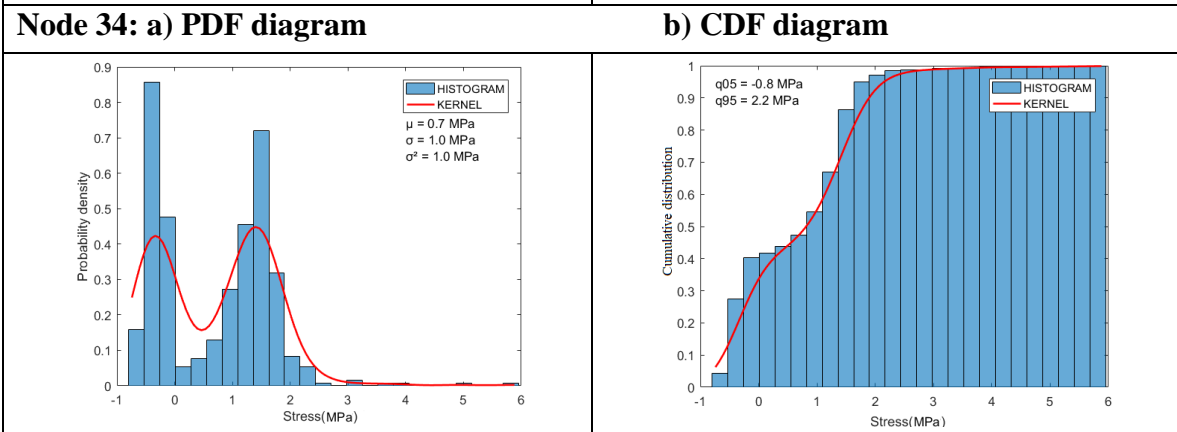 Node 34: a) PDF diagram
b) CDF diagram
0.9
0.8
0.7
0.6
0.5
0.4
0.3
0.2
0.1
0
-1
0
1
2
3
4
5
6
Probability density
Stress(MPa)
HISTOGRAM
KERNEL
μ = 0.7 MPa
σ = 1.0 MPa
σ² = 1.0 MPa
1
0.9
0.8
0.7
0.6
0.5
0.4
0.3
0.2
0.1
0
-1
0
1
2
3
4
5
6
Cumulative distribution
Stress(MPa)
q05 = -0.8 MPa
q95 = 2.2 MPa
HISTOGRAM
KERNEL